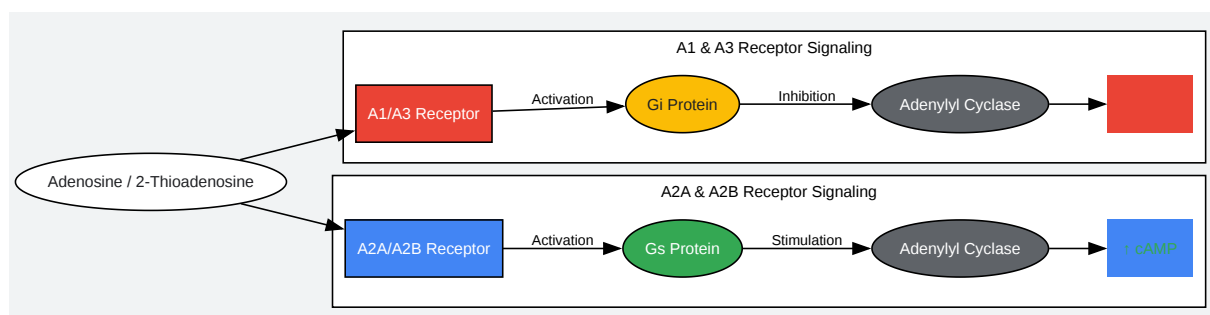 A1 & A3 Receptor Signaling
A1/A3 Receptor
Activation
Gi Protein
Inhibition
Adenylyl Cyclase
Adenosine / 2-Thioadenosine
A2A & A2B Receptor Signaling
A2A/A2B Receptor
Activation
Gs Protein
Stimulation
Adenylyl Cyclase
cAMP